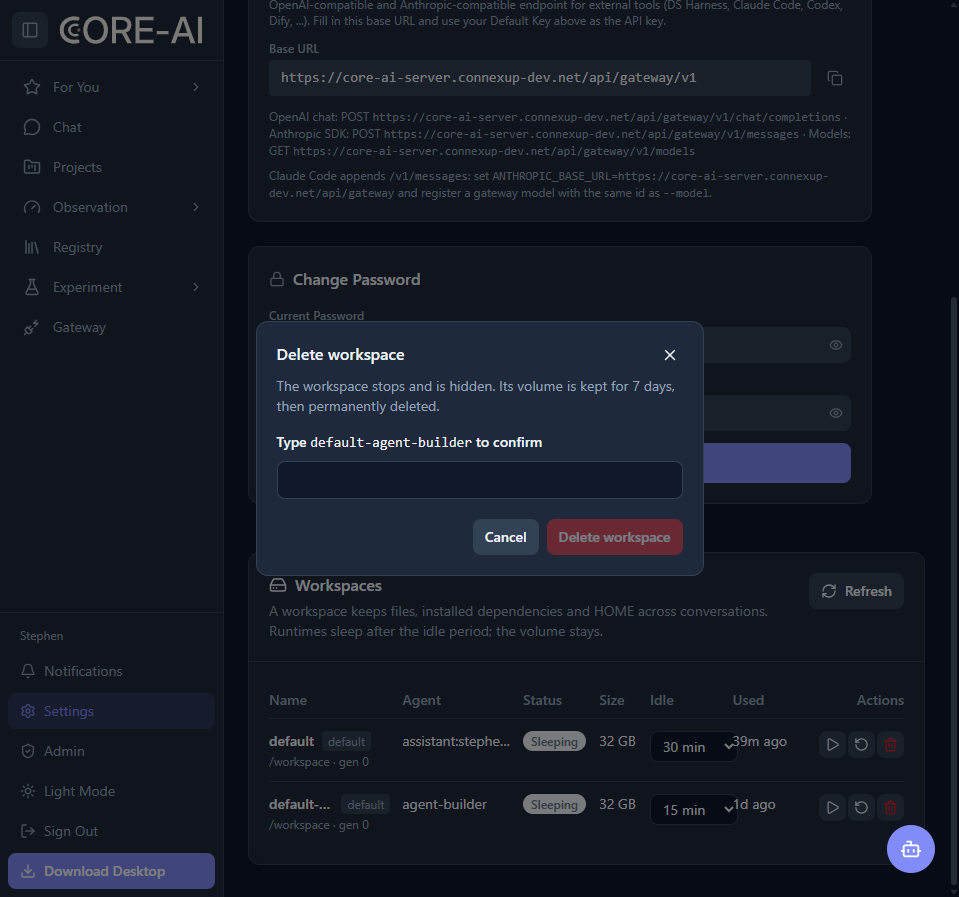 CORE-AI
For You
Chat
Projects
Observation
Registry
Experiment
Gateway
Stephen
Notifications
Settings
Admin
Light Mode
Sign Out
Download Desktop
OpenAI-compatible and Anthropic-compatible endpoint for external tools (DS Harness, Claude Code, Codex,
Dify, ...). Fill in this base URL and use your Default Key above as the API key.
Base URL
https://core-ai-server.connexup-dev.net/api/gateway/v1
OpenAI chat: POST https://core-ai-server.connexup-dev.net/api/gateway/v1/chat/completions ·
Anthropic SDK: POST https://core-ai-server.connexup-dev.net/api/gateway/v1/messages · Models:
GET https://core-ai-server.connexup-dev.net/api/gateway/v1/models
Claude Code appends /v1/messages: set ANTHROPIC_BASE_URL=https://core-ai-server.connexup-
dev.net/api/gateway and register a gateway model with the same id as --model.
Change Password
Current Password
Delete workspace
The workspace stops and is hidden. Its volume is kept for 7 days,
then permanently deleted.
Type default-agent-builder to confirm
Cancel
Delete workspace
Workspaces
Refresh
A workspace keeps files, installed dependencies and HOME across conversations.
Runtimes sleep after the idle period; the volume stays.
Name Agent Status Size Idle Used Actions
default default assistant:stephe... Sleeping 32 GB 30 min 39m ago
/workspace · gen 0
default-... default agent-builder Sleeping 32 GB 15 min 1d ago
/workspace · gen 0